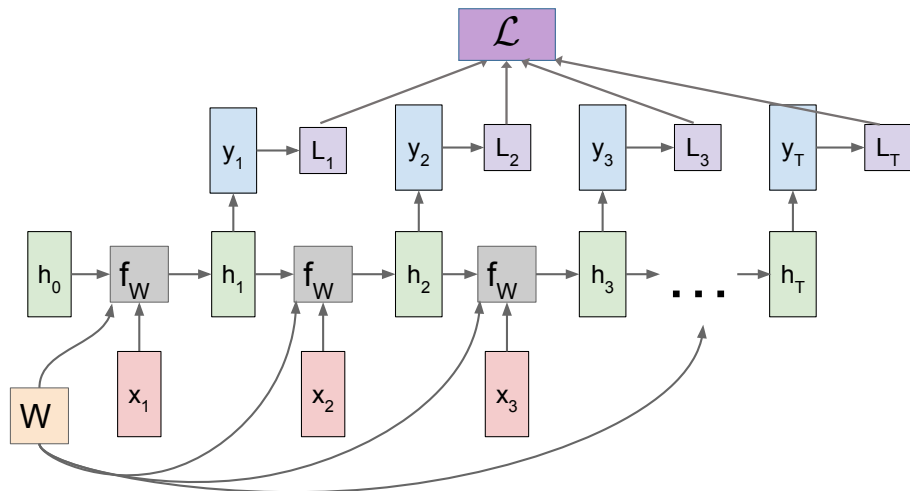 ℒ
y₁ L₁ y₂ L₂ y₃ L₃ y_T L_T
h₀ f_W h₁ f_W h₂ f_W h₃ ... h_T
W x₁ x₂ x₃